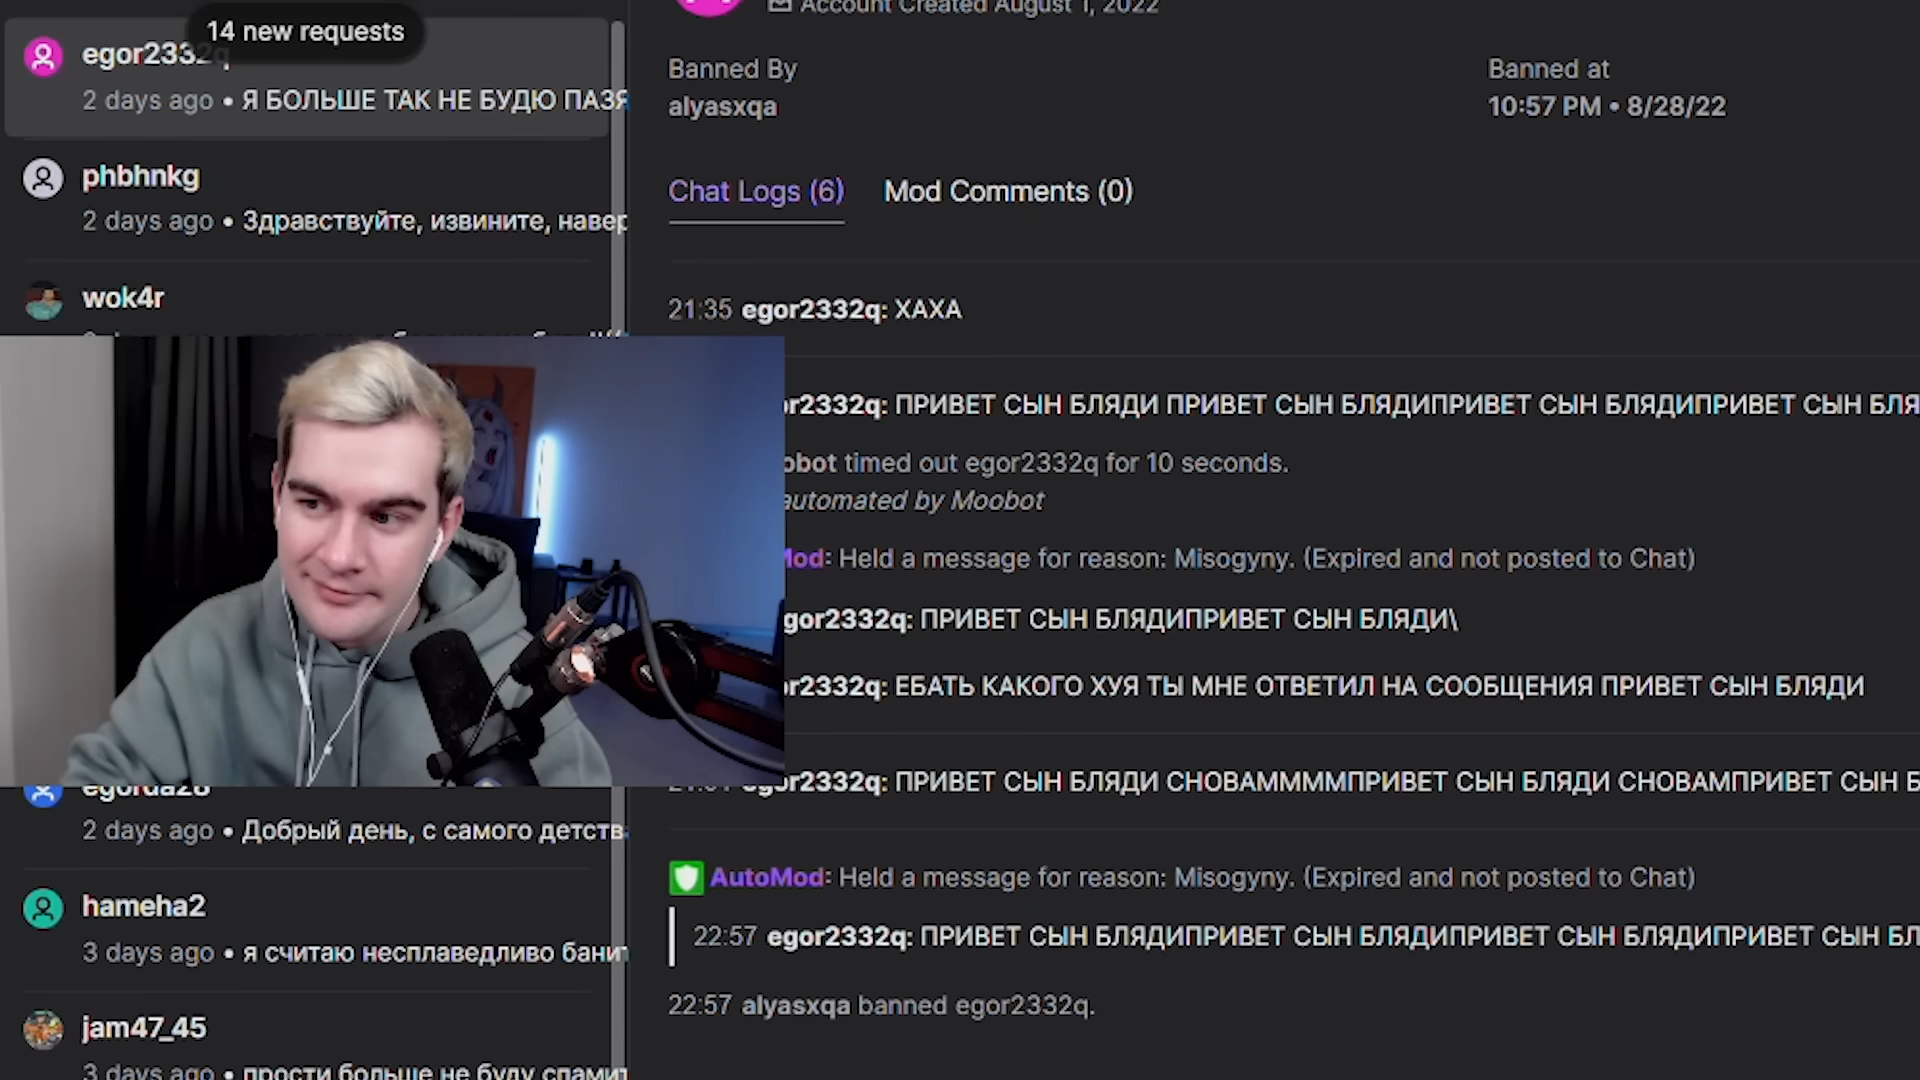 14 new requests
egor2332q
2 days ago • Я БОЛЬШЕ ТАК НЕ БУДЮ ПАЗЯ
phbhnkg
2 days ago • Здравствуйте, извините, навер
wok4r
egorda28
2 days ago • Добрый день, с самого детств
hameha2
3 days ago • я считаю несплаведливо бани
jam47_45
3 days ago • прости больше не буду спами
Account Created August 1, 2022
Banned By
alyasxqa
Banned at
10:57 PM • 8/28/22
Chat Logs (6)
Mod Comments (0)
21:35 egor2332q: ХАХА
r2332q: ПРИВЕТ СЫН БЛЯДИ ПРИВЕТ СЫН БЛЯДИПРИВЕТ СЫН БЛЯДИПРИВЕТ СЫН БЛЯ
obot timed out egor2332q for 10 seconds.
automated by Moobot
Mod: Held a message for reason: Misogyny. (Expired and not posted to Chat)
gor2332q: ПРИВЕТ СЫН БЛЯДИПРИВЕТ СЫН БЛЯДИ\
r2332q: ЕБАТЬ КАКОГО ХУЯ ТЫ МНЕ ОТВЕТИЛ НА СООБЩЕНИЯ ПРИВЕТ СЫН БЛЯДИ
egor2332q: ПРИВЕТ СЫН БЛЯДИ СНОВАММММПРИВЕТ СЫН БЛЯДИ СНОВАМПРИВЕТ СЫН Б
AutoMod: Held a message for reason: Misogyny. (Expired and not posted to Chat)
22:57 egor2332q: ПРИВЕТ СЫН БЛЯДИПРИВЕТ СЫН БЛЯДИПРИВЕТ СЫН БЛЯДИПРИВЕТ СЫН БЛ
22:57 alyasxqa banned egor2332q.